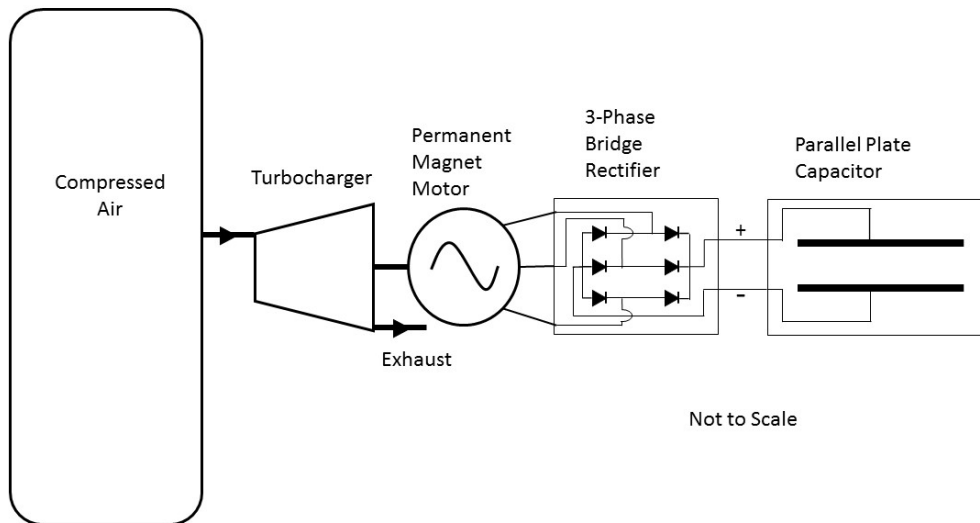 Compressed
Air
Turbocharger
Permanent
Magnet
Motor
3-Phase
Bridge
Rectifier
Parallel Plate
Capacitor
+
-
Exhaust
Not to Scale